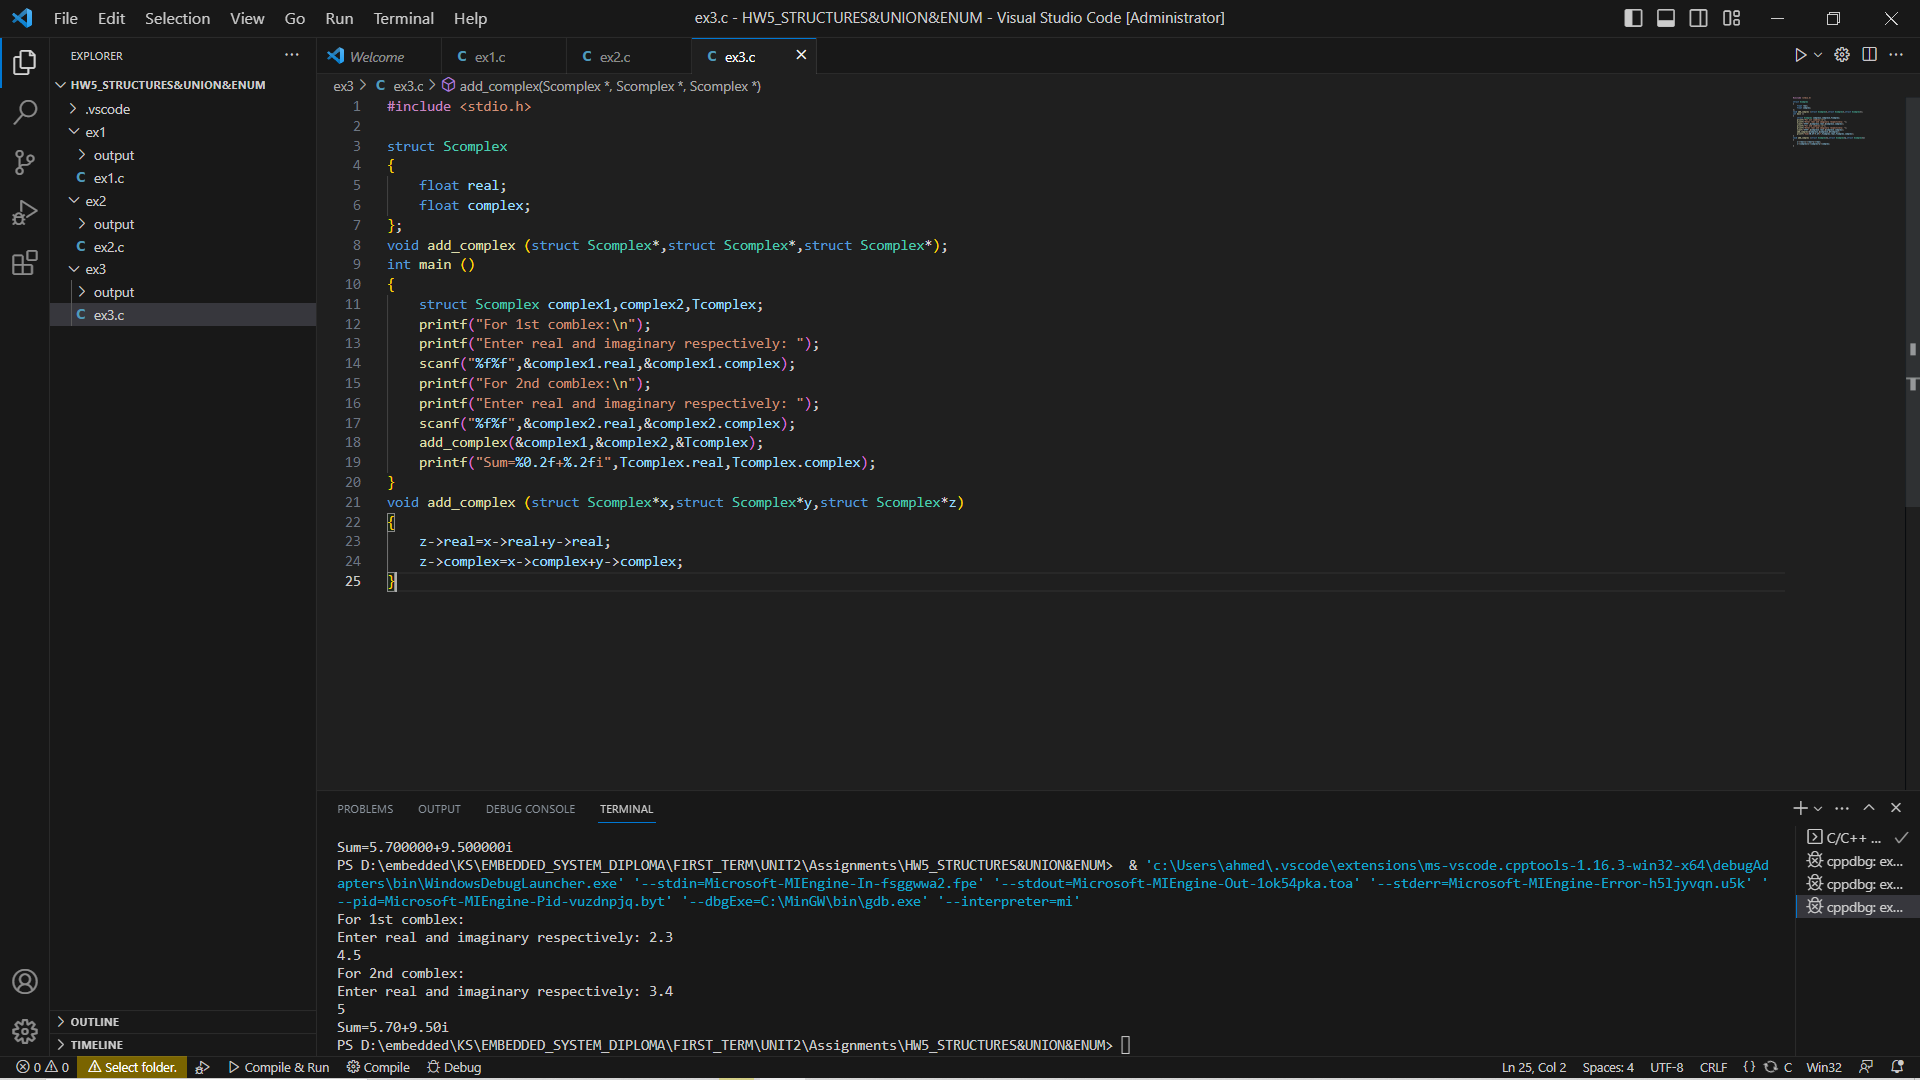 File Edit Selection View Go Run Terminal Help
ex3.c - HW5_STRUCTURES&UNION&ENUM - Visual Studio Code [Administrator]
EXPLORER
HW5_STRUCTURES&UNION&ENUM
.vscode
ex1
output
C ex1.c
ex2
output
C ex2.c
ex3
output
C ex3.c
OUTLINE
TIMELINE
Welcome
C ex1.c
C ex2.c
C ex3.c
ex3 > C ex3.c > add_complex(Scomplex *, Scomplex *, Scomplex *)
1 #include <stdio.h>
2
3 struct Scomplex
4 {
5 float real;
6 float complex;
7 };
8 void add_complex (struct Scomplex*,struct Scomplex*,struct Scomplex*);
9 int main ()
10 {
11 struct Scomplex complex1,complex2,Tcomplex;
12 printf("For 1st comblex:\n");
13 printf("Enter real and imaginary respectively: ");
14 scanf("%f%f",&complex1.real,&complex1.complex);
15 printf("For 2nd comblex:\n");
16 printf("Enter real and imaginary respectively: ");
17 scanf("%f%f",&complex2.real,&complex2.complex);
18 add_complex(&complex1,&complex2,&Tcomplex);
19 printf("Sum=%0.2f+%.2fi",Tcomplex.real,Tcomplex.complex);
20 }
21 void add_complex (struct Scomplex*x,struct Scomplex*y,struct Scomplex*z)
22 {
23 z->real=x->real+y->real;
24 z->complex=x->complex+y->complex;
25 }
PROBLEMS OUTPUT DEBUG CONSOLE TERMINAL
Sum=5.700000+9.500000i
PS D:\embedded\KS\EMBEDDED_SYSTEM_DIPLOMA\FIRST_TERM\UNIT2\Assignments\HW5_STRUCTURES&UNION&ENUM> & 'c:\Users\ahmed\.vscode\extensions\ms-vscode.cpptools-1.16.3-win32-x64\debugAd
apters\bin\WindowsDebugLauncher.exe' '--stdin=Microsoft-MIEngine-In-fsggwwa2.fpe' '--stdout=Microsoft-MIEngine-Out-1ok54pka.toa' '--stderr=Microsoft-MIEngine-Error-h5ljyvqn.u5k' '
--pid=Microsoft-MIEngine-Pid-vuzdnpjq.byt' '--dbgExe=C:\MinGW\bin\gdb.exe' '--interpreter=mi'
For 1st comblex:
Enter real and imaginary respectively: 2.3
4.5
For 2nd comblex:
Enter real and imaginary respectively: 3.4
5
Sum=5.70+9.50i
PS D:\embedded\KS\EMBEDDED_SYSTEM_DIPLOMA\FIRST_TERM\UNIT2\Assignments\HW5_STRUCTURES&UNION&ENUM>
C/C++ ...
cppdbg: ex...
cppdbg: ex...
cppdbg: ex...
0 0 Select folder. Compile & Run Compile Debug
Ln 25, Col 2 Spaces: 4 UTF-8 CRLF {} C Win32